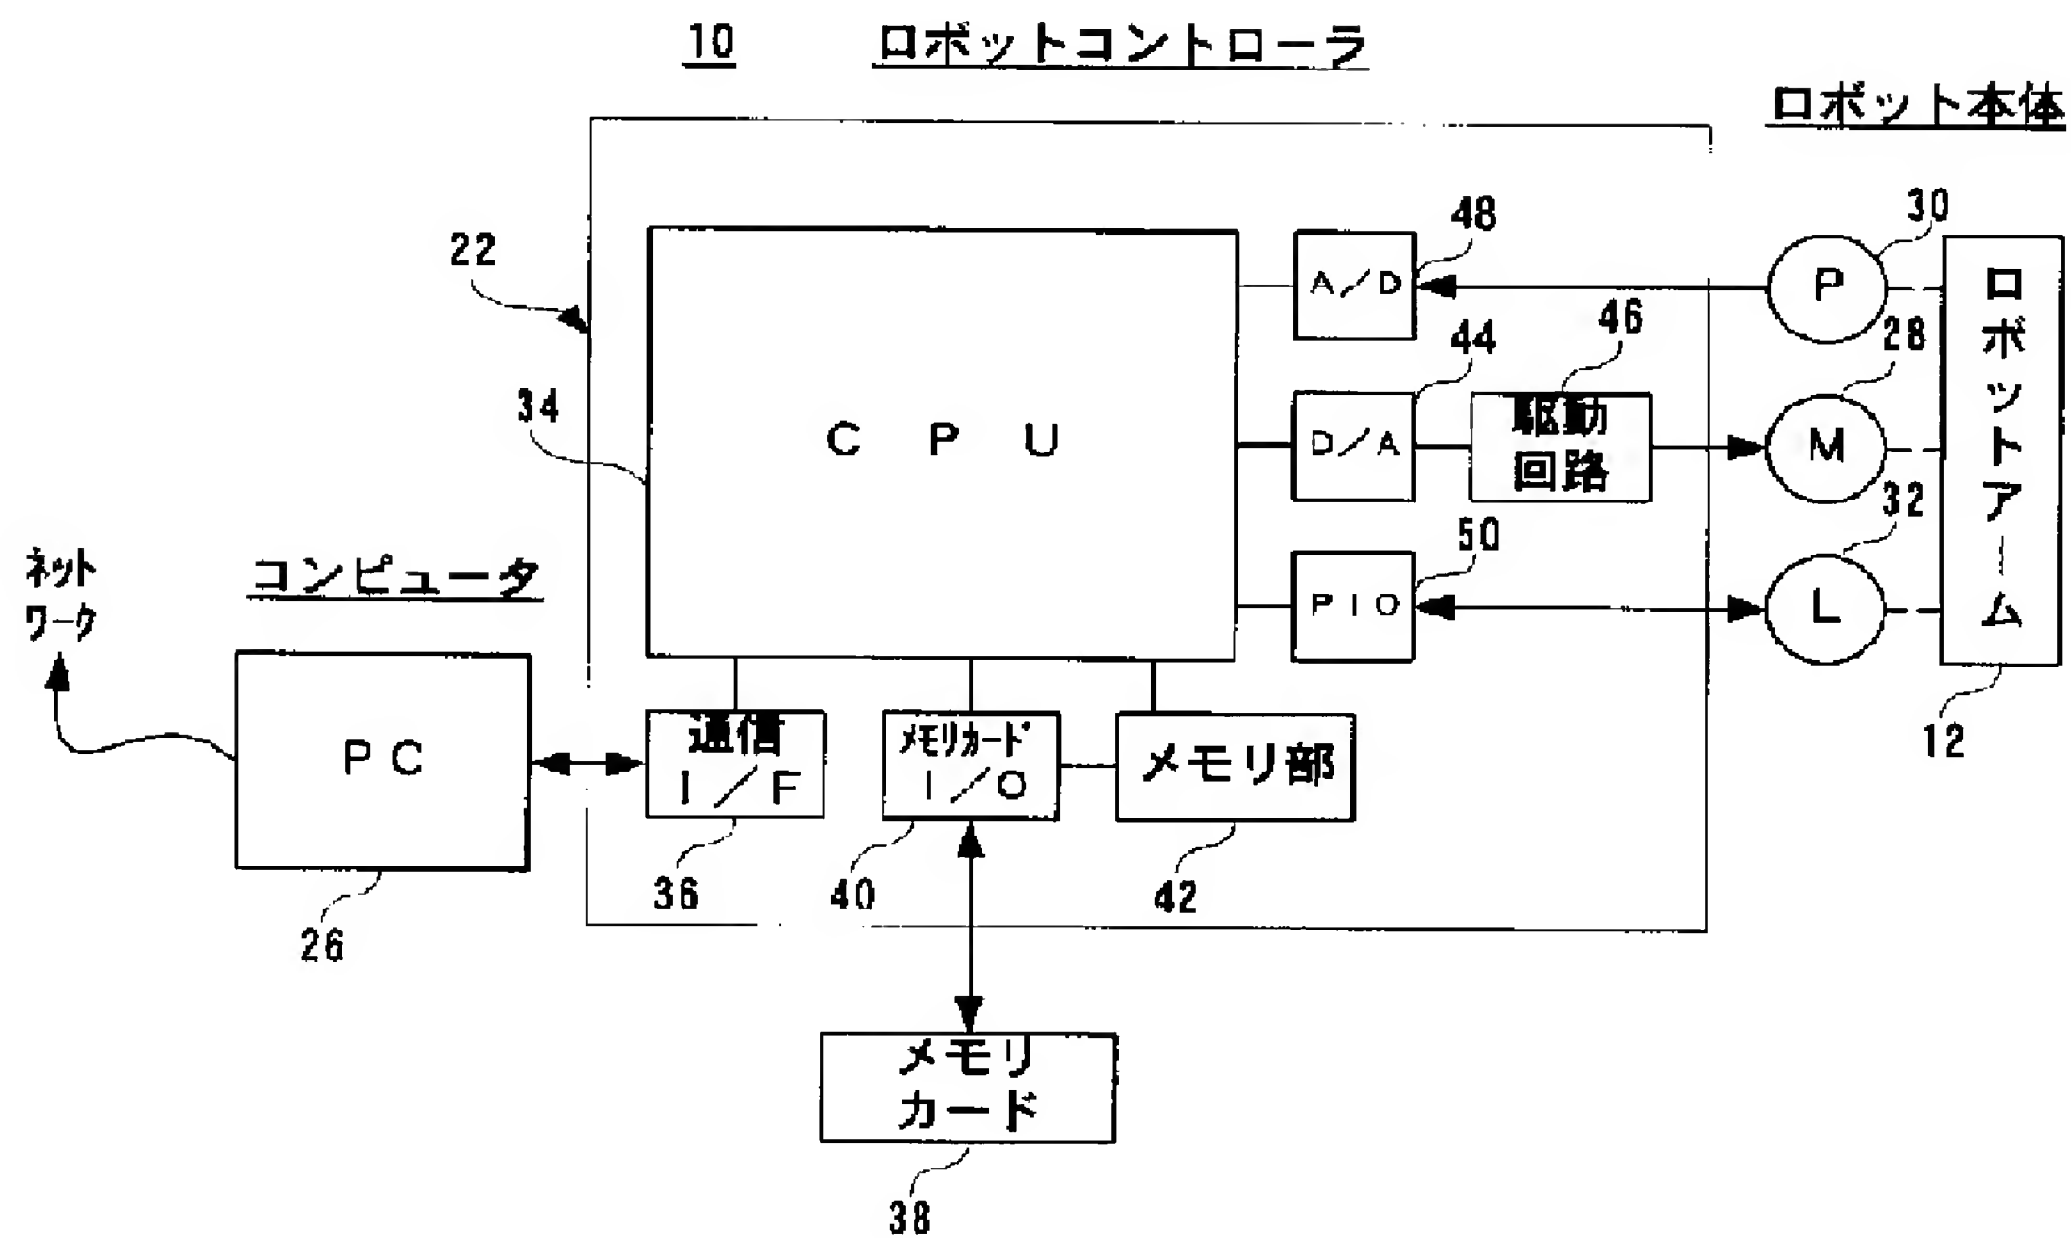 10 ロボットコントローラ
ロボット本体
22
34
CPU
A／D
48
P
30
D／A
44
駆動
回路
46
M
28
PIO
50
L
32
ロボットアーム
12
ネット
ワーク
コンピュータ
PC
26
通信
I／F
36
メモリカード
I／O
40
メモリ部
42
メモリ
カード
38